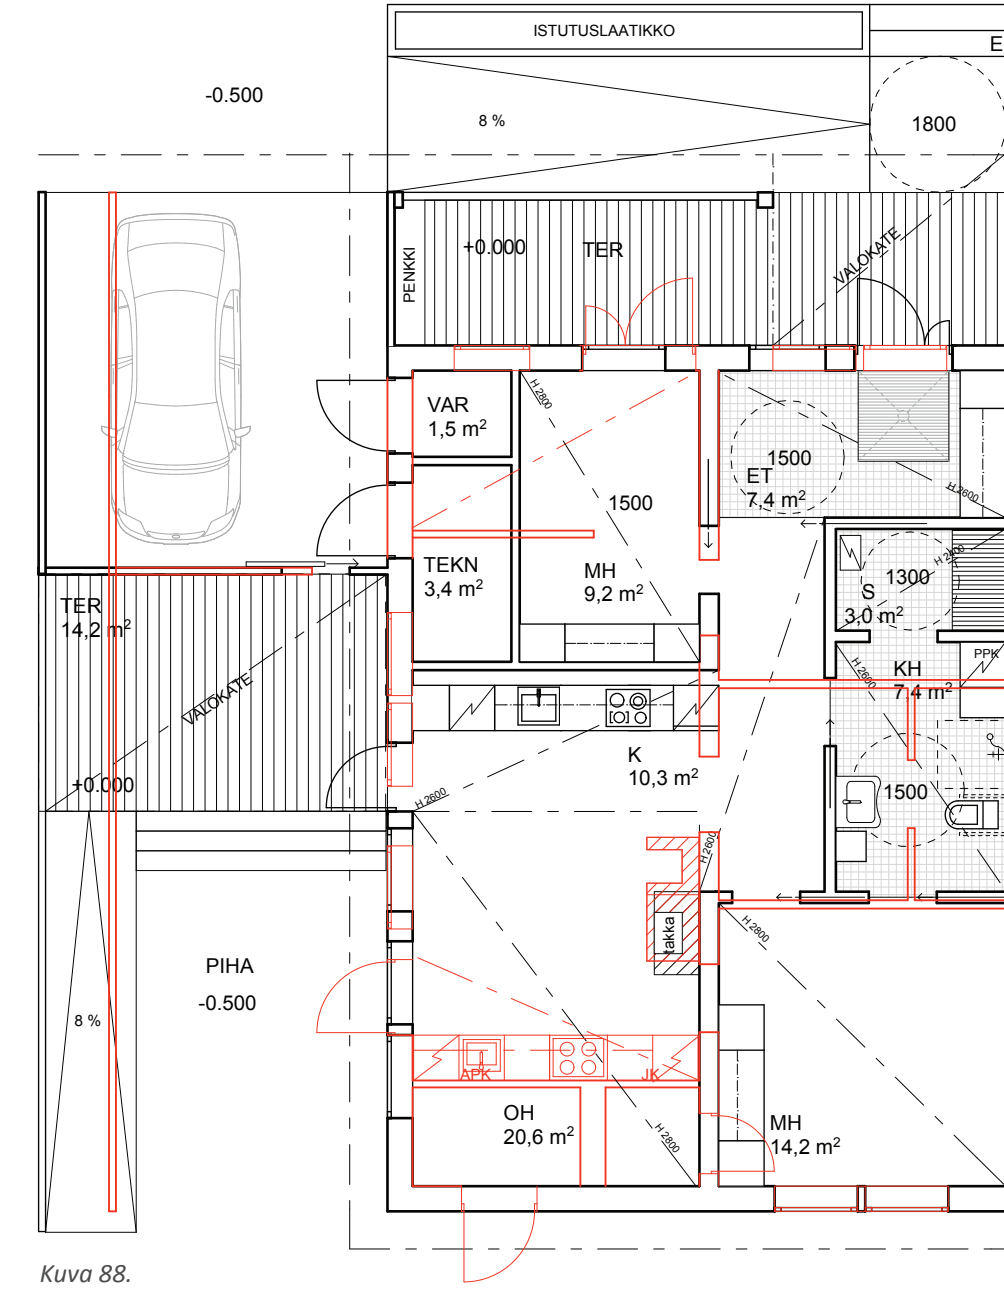 ISTUTUSLAATIKKO
E
-0.500
8 %
1800
PENKKI
+0.000
TER
VALOKATE
H 2800
VAR
1,5 m²
1500
ET
7,4 m²
H 2600
1500
TEKN
3,4 m²
MH
9,2 m²
H 2400
1300
S
3,0 m²
TER
14,2 m²
VALOKATE
H 2600
KH
7,4 m²
PPK
K
10,3 m²
+0.000
H 2600
1500
H 2600
takka
H 2800
PIHA
-0.500
8 %
APK
JK
OH
20,6 m²
H 2800
MH
14,2 m²
Kuva 88.